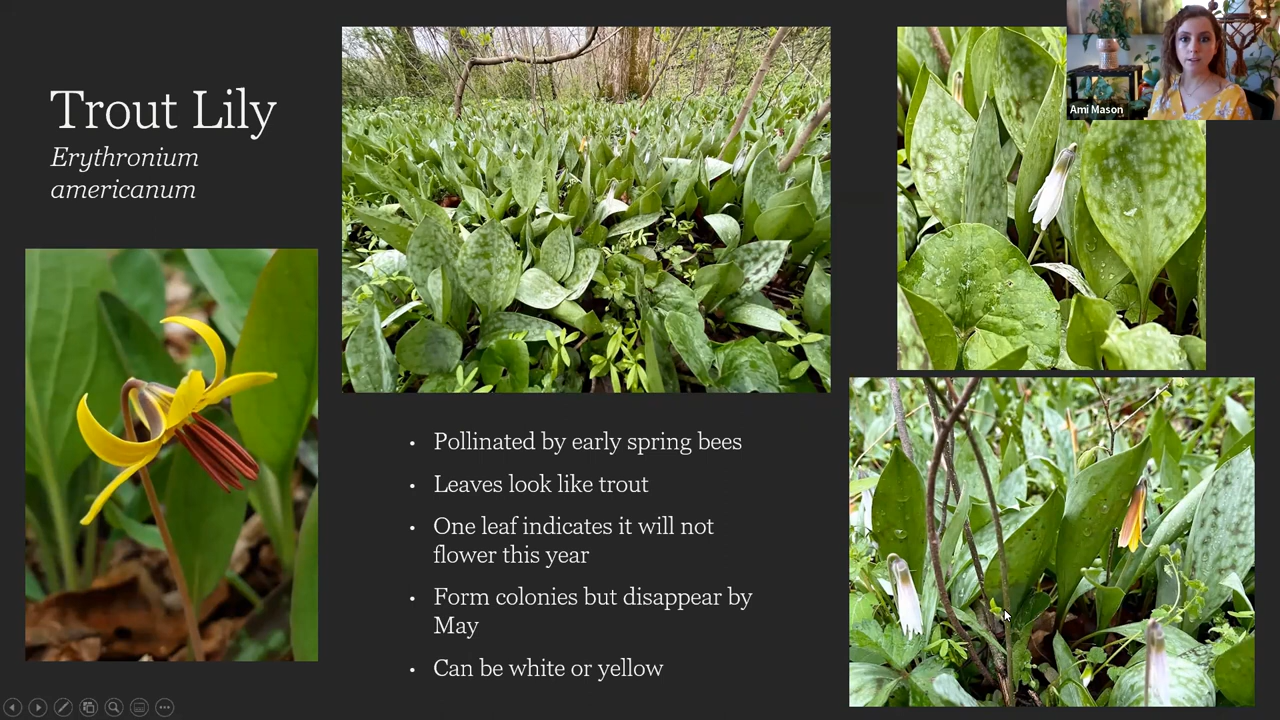 Trout Lily
Erythronium
americanum
Ami Mason
• Pollinated by early spring bees
• Leaves look like trout
• One leaf indicates it will not
flower this year
• Form colonies but disappear by
May
• Can be white or yellow